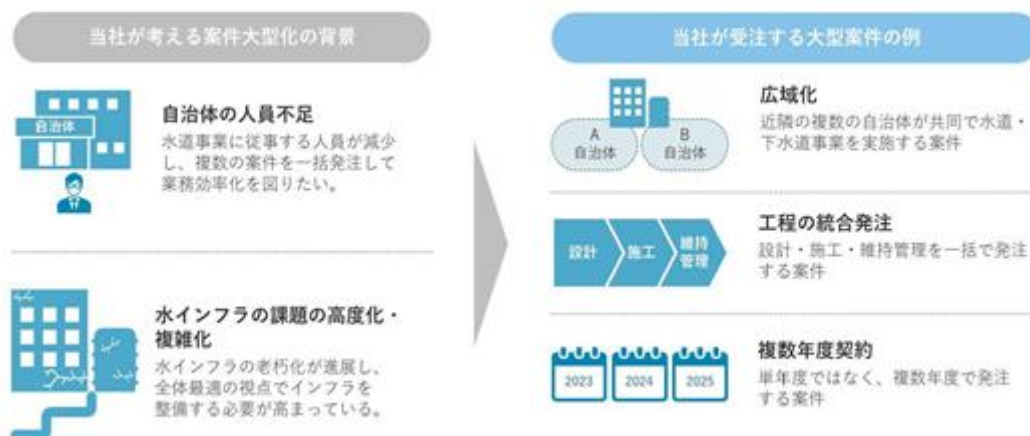 当社が考える案件大型化の背景
自治体
自治体の人員不足
水道事業に従事する人員が減少
し、複数の案件を一括発注して
業務効率化を図りたい。
水インフラの課題の高度化・
複雑化
水インフラの老朽化が進展し、
全体最適の視点でインフラを
整備する必要が高まっている。
当社が受注する大型案件の例
A
自治体
B
自治体
広域化
近隣の複数の自治体が共同で水道・
下水道事業を実施する案件
設計
施工
維持
管理
工程の統合発注
設計・施工・維持管理を一括で発注
する案件
2023
2024
2025
複数年度契約
単年度ではなく、複数年度で発注
する案件